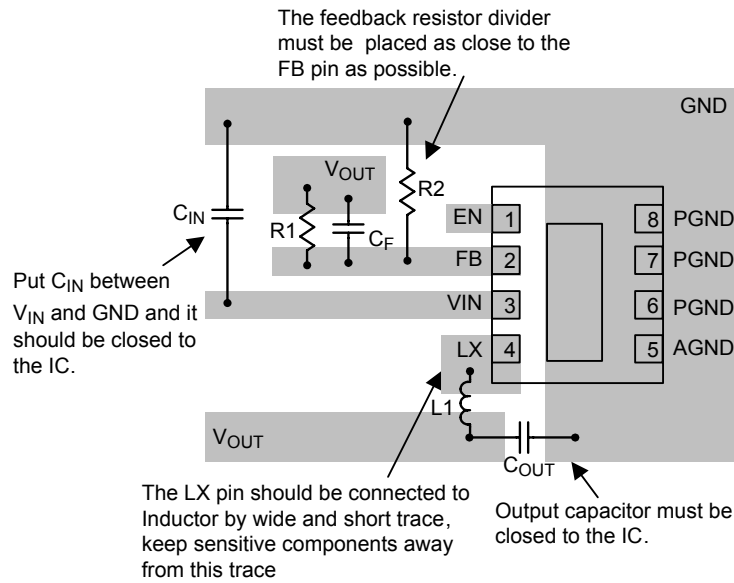 The feedback resistor divider
must be placed as close to the
FB pin as possible.
GND
VOUT
R2
CIN
R1
CF
EN
1
8
PGND
FB
2
7
PGND
VIN
3
6
PGND
LX
4
5
AGND
Put CIN between
VIN and GND and it
should be closed to
the IC.
L1
VOUT
COUT
The LX pin should be connected to
Inductor by wide and short trace,
keep sensitive components away
from this trace
Output capacitor must be
closed to the IC.